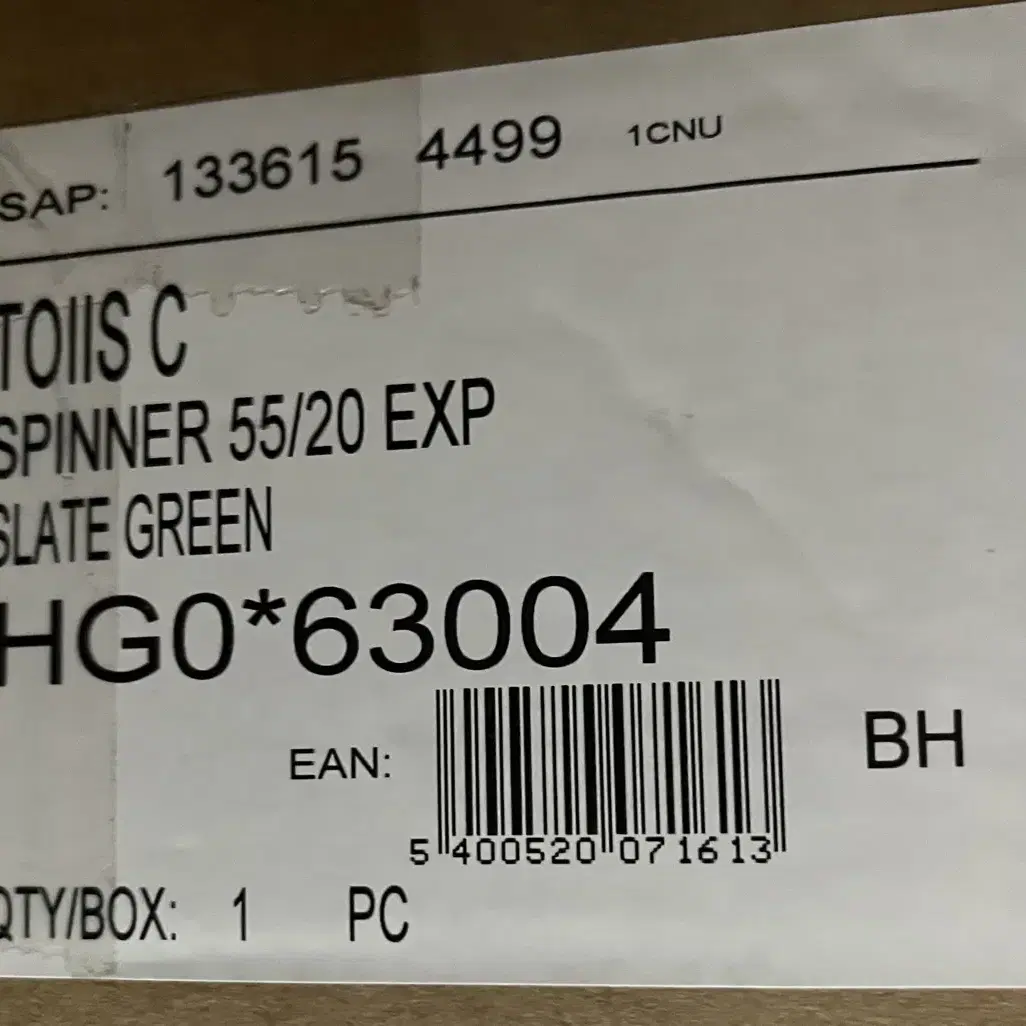 SAP: 133615 4499 1CNU
TOIIS C
SPINNER 55/20 EXP
SLATE GREEN
HG0*63004
EAN:
BH
5 400520 071613
QTY/BOX: 1 PC